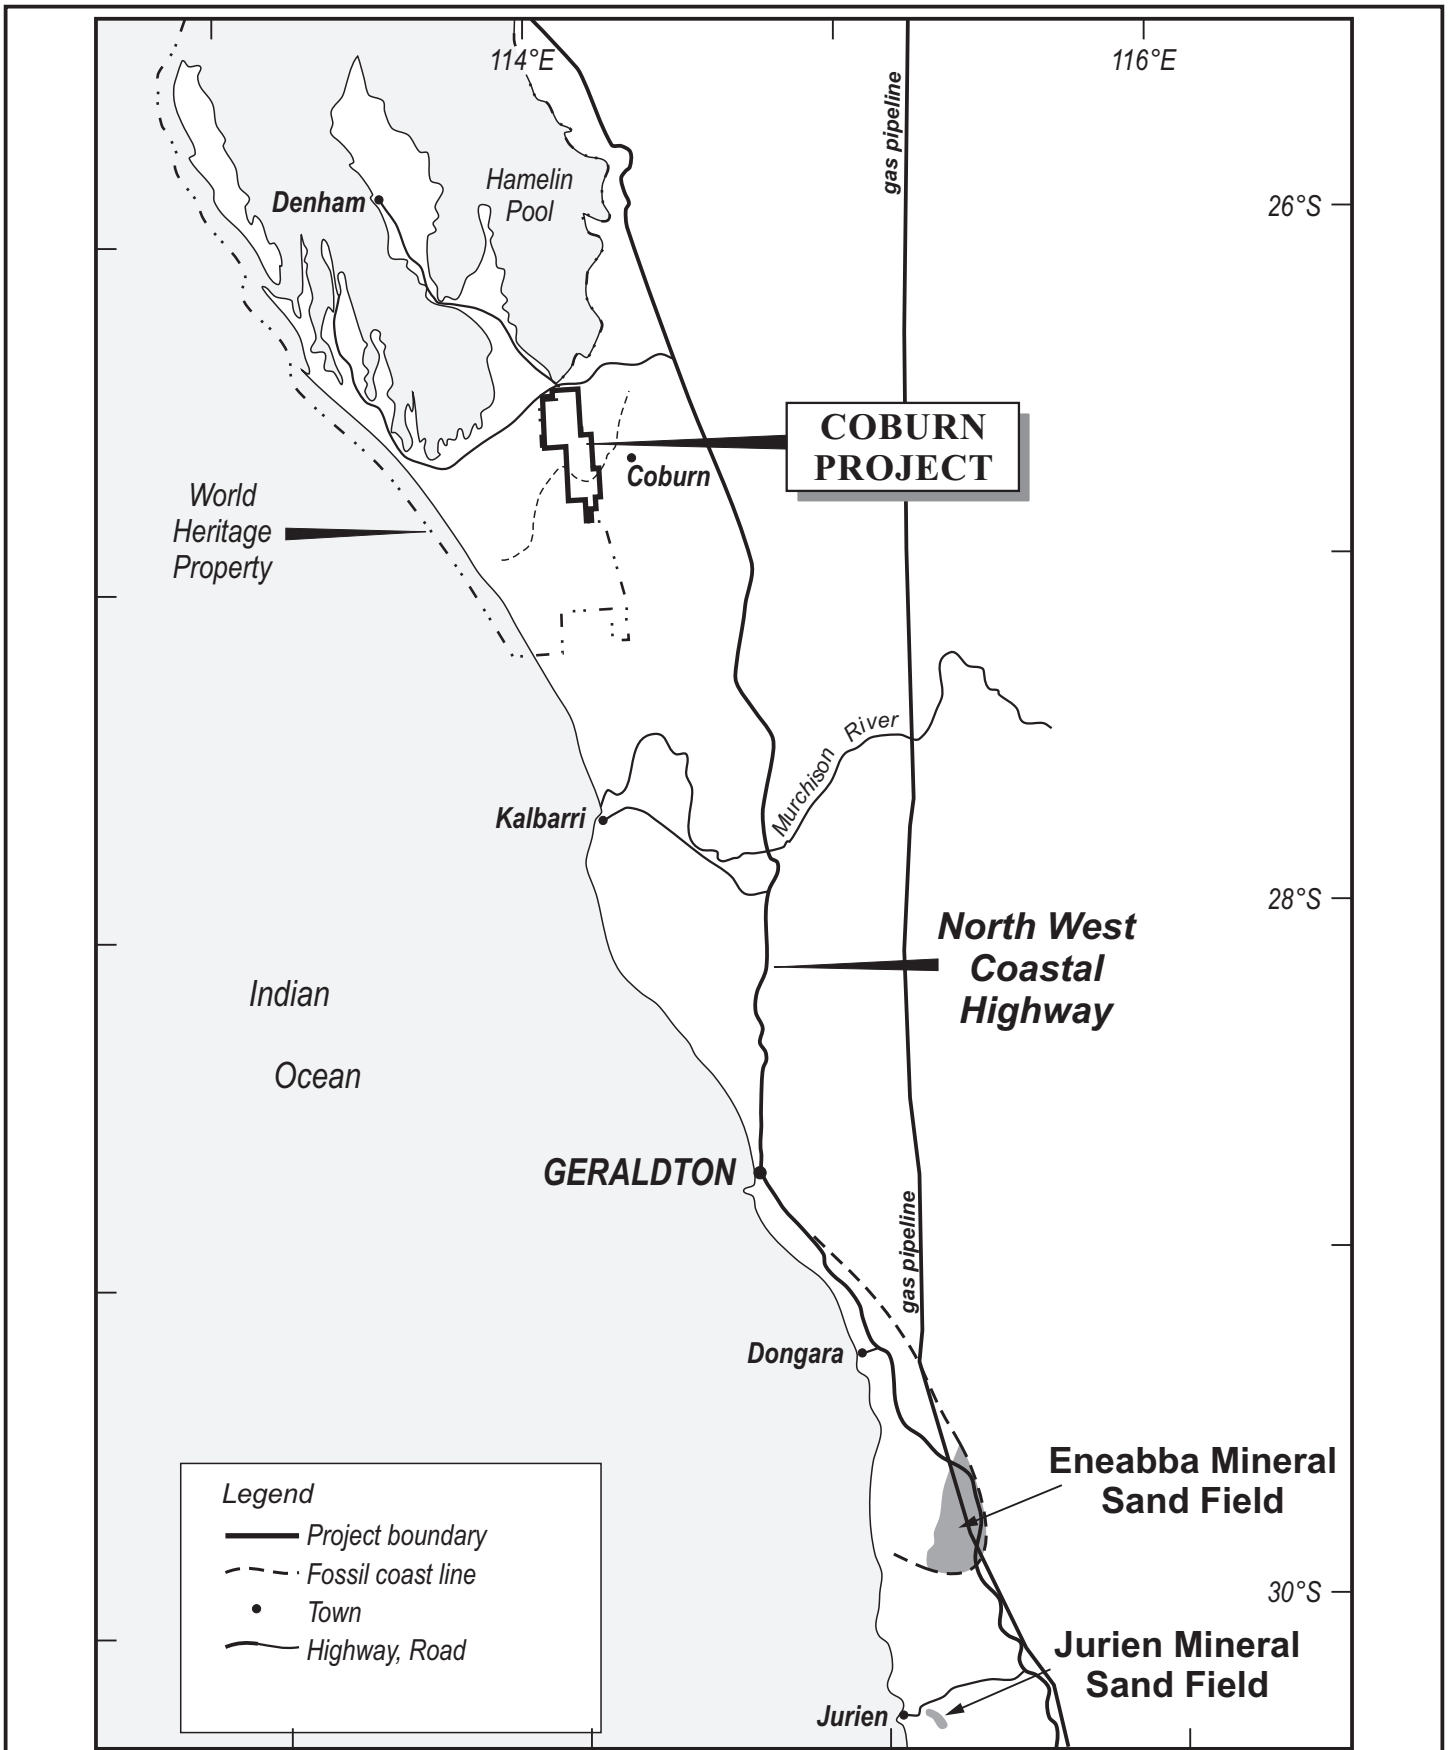 114°E
116°E
gas pipeline
Hamelin
Pool
Denham
26°S
COBURN
PROJECT
Coburn
World
Heritage
Property
Murchison River
Kalbarri
28°S
North West
Coastal
Highway
Indian
Ocean
GERALDTON
gas pipeline
Dongara
Eneabba Mineral
Sand Field
Legend
Project boundary
Fossil coast line
Town
Highway, Road
30°S
Jurien Mineral
Sand Field
Jurien